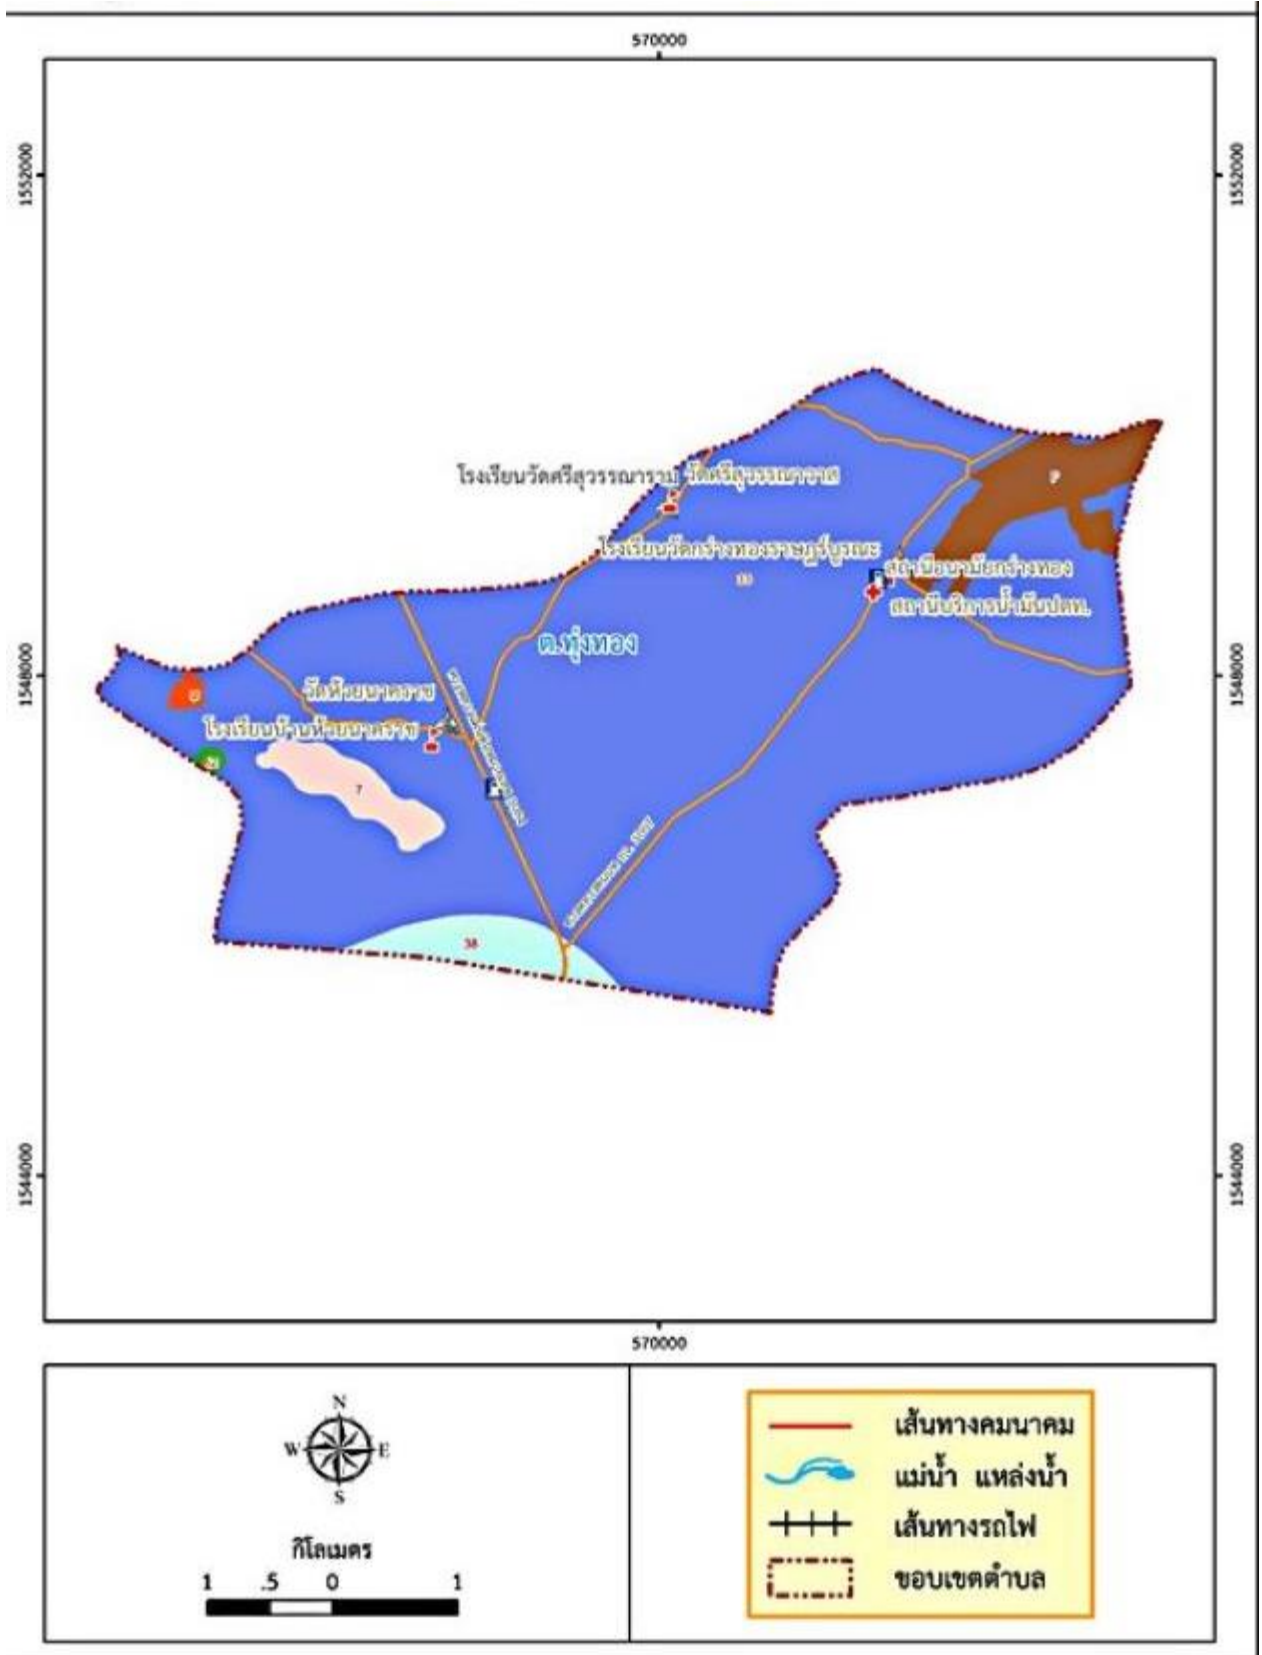 570000
1552000
1552000
โรงเรียนวัดศรีสุวรรณาราม วัดศรีสุวรรณาวาส
P
โรงเรียนวัดกร่างทองราษฎร์บูรณะ
สถานีอนามัยกร่างทอง
33
สถานีบริการน้ำมันปตท.
ต.ทุ่งทอง
1548000
1548000
วัดห้วยนาคราช
U
โรงเรียนบ้านห้วยนาคราช
7
38
1544000
1544000
570000
N
W E
S
กิโลเมตร
1 .5 0 1
เส้นทางคมนาคม
แม่น้ำ แหล่งน้ำ
เส้นทางรถไฟ
ขอบเขตตำบล